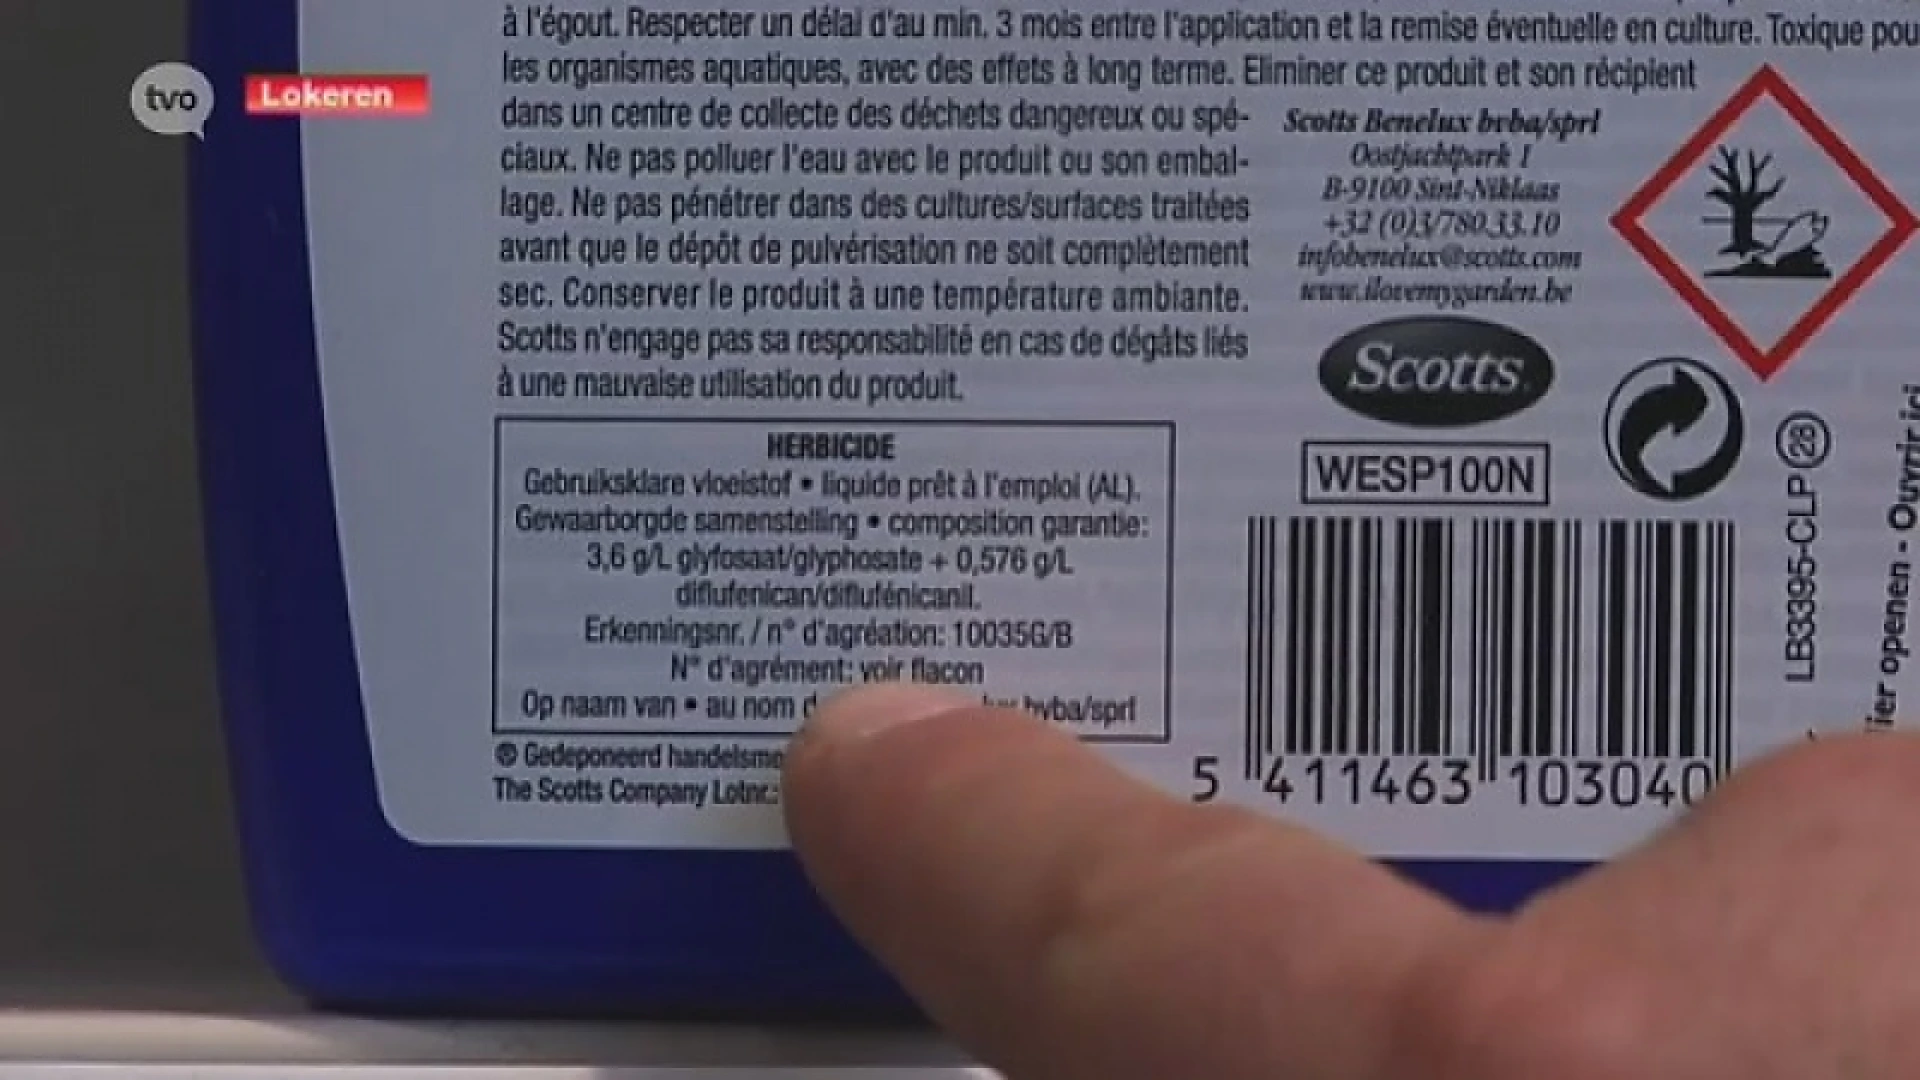 tvo
Lokeren
à l'égout. Respecter un délai d'au min. 3 mois entre l'application et la remise éventuelle en culture. Toxique pou
les organismes aquatiques, avec des effets à long terme. Eliminer ce produit et son récipient
dans un centre de collecte des déchets dangereux ou spé-
ciaux. Ne pas polluer l'eau avec le produit ou son embal-
lage. Ne pas pénétrer dans des cultures/surfaces traitées
avant que le dépôt de pulvérisation ne soit complètement
sec. Conserver le produit à une température ambiante.
Scotts n'engage pas sa responsabilité en cas de dégâts liés
à une mauvaise utilisation du produit.
Scotts Benelux bvba/sprl
Oostjachtpark 1
B-9100 Sint-Niklaas
+32 (0)3/780.33.10
infobenelux@scotts.com
www.ilovemygarden.be
Scotts
WESP100N
HERBICIDE
Gebruiksklare vloeistof • liquide prêt à l'emploi (AL).
Gewaarborgde samenstelling • composition garantie:
3,6 g/L glyfosaat/glyphosate + 0,576 g/L
diflufenican/diflufénicanil.
Erkenningsnr. / n° d'agréation: 10035G/B
N° d'agrément: voir flacon
Op naam van • au nom d bvba/sprl
® Gedeponeerd handelsme
The Scotts Company Lotnr.:
5 411463 103040
LB3395-CLP 28
ier openen - Ouvrir ici